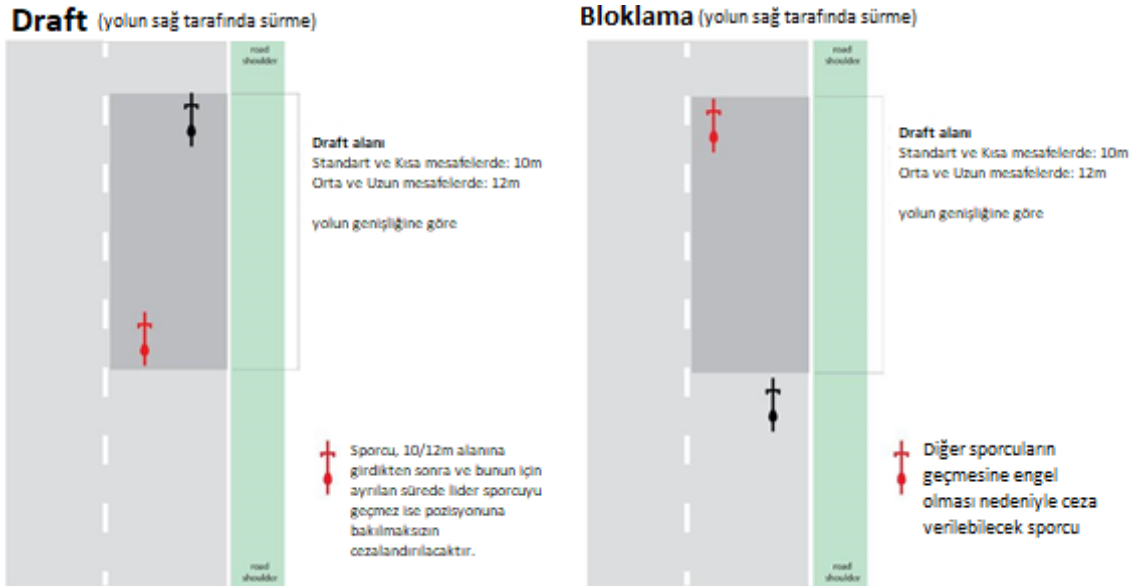 Draft (yolun sağ tarafında sürme)
road
shoulder
Draft alanı
Standart ve Kısa mesafelerde: 10m
Orta ve Uzun mesafelerde: 12m
yolun genişliğine göre
Sporcu, 10/12m alanına
girdikten sonra ve bunun için
ayrılan sürede lider sporcuyu
geçmez ise pozisyonuna
bakılmaksızın
cezalandırılacaktır.
road
shoulder
Bloklama (yolun sağ tarafında sürme)
road
shoulder
Draft alanı
Standart ve Kısa mesafelerde: 10m
Orta ve Uzun mesafelerde: 12m
yolun genişliğine göre
Diğer sporcuların
geçmesine engel
olması nedeniyle ceza
verilebilecek sporcu
road
shoulder